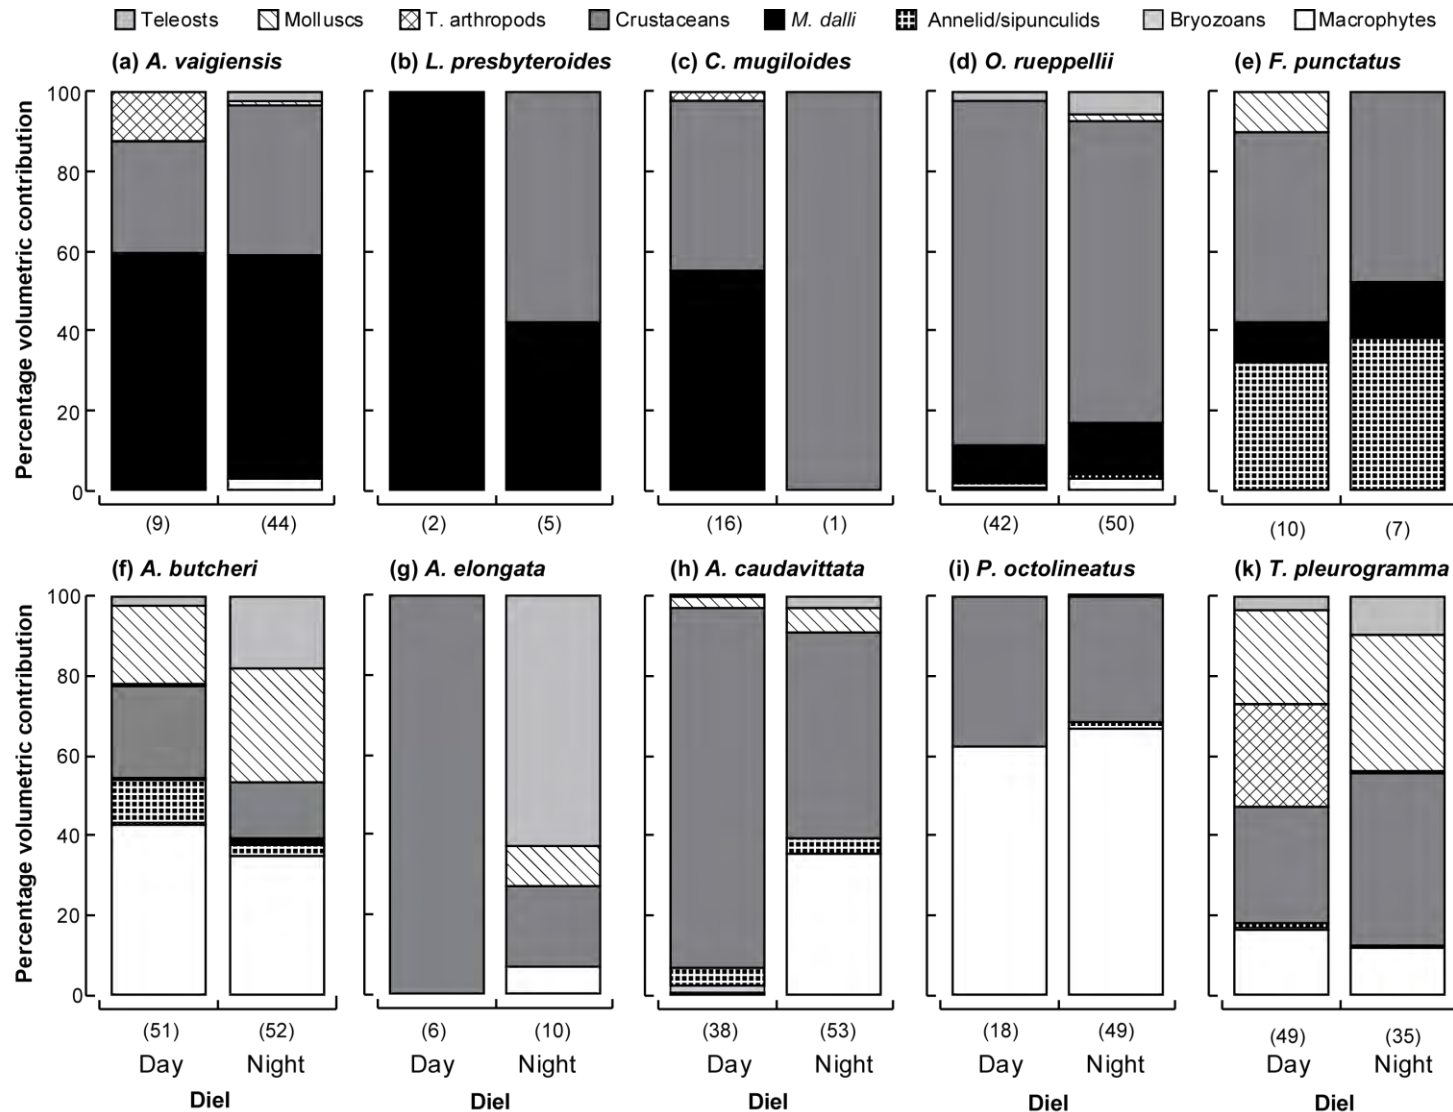 Teleosts Molluscs T. arthropods Crustaceans M. dalli Annelid/sipunculids Bryozoans Macrophytes
(a) A. vaigiensis (b) L. presbyteroides (c) C. mugiloides (d) O. rueppellii (e) F. punctatus
Percentage volumetric contribution
100
80
60
40
20
0
(9) (44) (2) (5) (16) (1) (42) (50) (10) (7)
(f) A. butcheri (g) A. elongata (h) A. caudavittata (i) P. octolineatus (k) T. pleurogramma
Percentage volumetric contribution
100
80
60
40
20
0
(51) (52) (6) (10) (38) (53) (18) (49) (49) (35)
Day Night Day Night Day Night Day Night Day Night
Diel Diel Diel Diel Diel